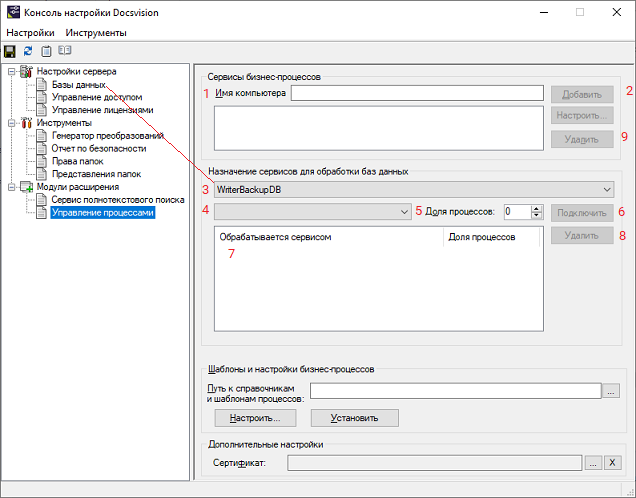 Консоль настройки Docsvision
Настройки Инструменты
Настройки сервера
Базы данных
Управление доступом
Управление лицензиями
Инструменты
Генератор преобразований
Отчет по безопасности
Права папок
Представления папок
Модули расширения
Сервис полнотекстового поиска
Управление процессами
Сервисы бизнес-процессов
1 Имя компьютера Добавить 2
Настроить...
Удалить 9
Назначение сервисов для обработки баз данных
3 WriterBackupDB
4 5 Доля процессов: 0 Подключить 6
Обрабатывается сервисом Доля процессов Удалить 8
7
Шаблоны и настройки бизнес-процессов
Путь к справочникам
и шаблонам процессов: ...
Настроить... Установить
Дополнительные настройки
Сертификат: ... X